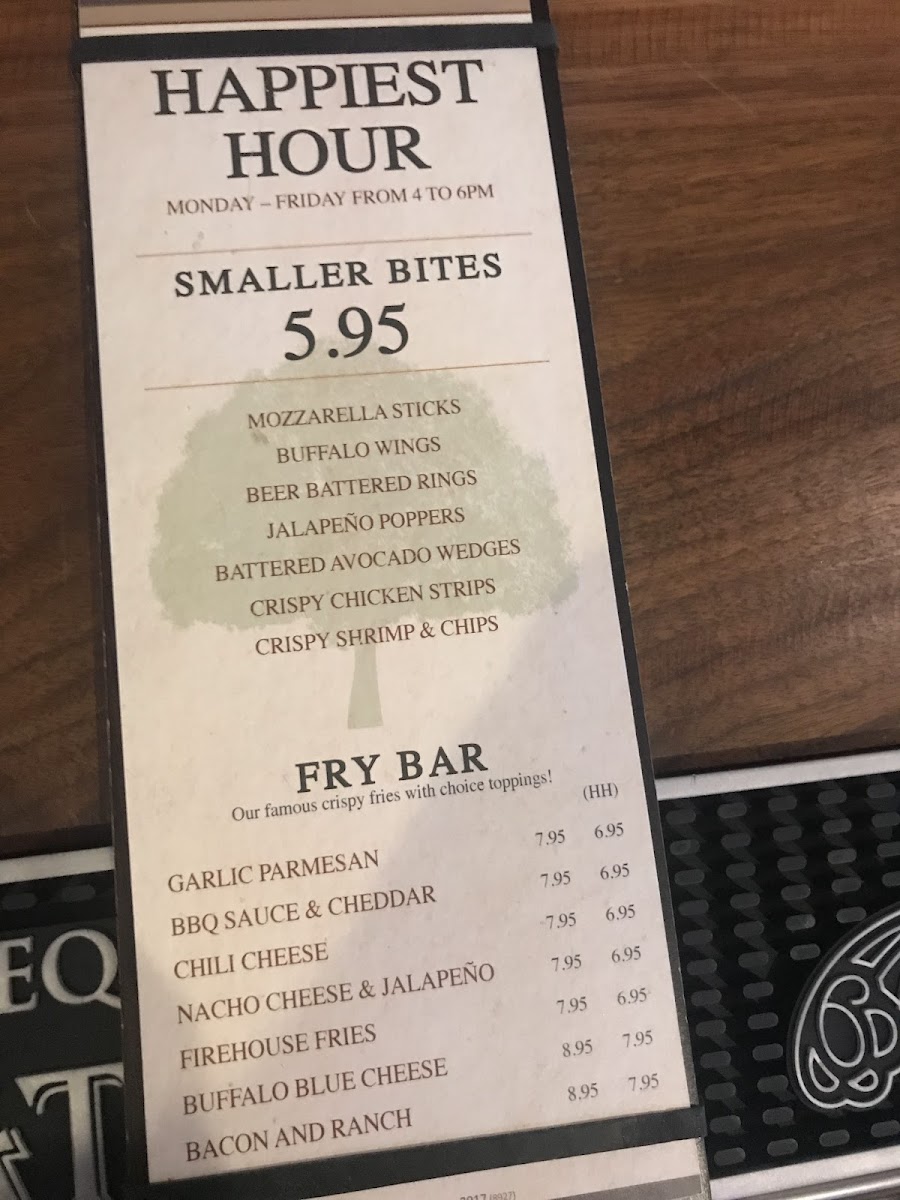 HAPPIEST
HOUR
MONDAY – FRIDAY FROM 4 TO 6PM
SMALLER BITES
5.95
MOZZARELLA STICKS
BUFFALO WINGS
BEER BATTERED RINGS
JALAPEÑO POPPERS
BATTERED AVOCADO WEDGES
CRISPY CHICKEN STRIPS
CRISPY SHRIMP & CHIPS
FRY BAR
Our famous crispy fries with choice toppings!
(HH)
GARLIC PARMESAN 7.95 6.95
BBQ SAUCE & CHEDDAR 7.95 6.95
CHILI CHEESE 7.95 6.95
NACHO CHEESE & JALAPEÑO 7.95 6.95
FIREHOUSE FRIES 7.95 6.95
BUFFALO BLUE CHEESE 8.95 7.95
BACON AND RANCH 8.95 7.95
EQ